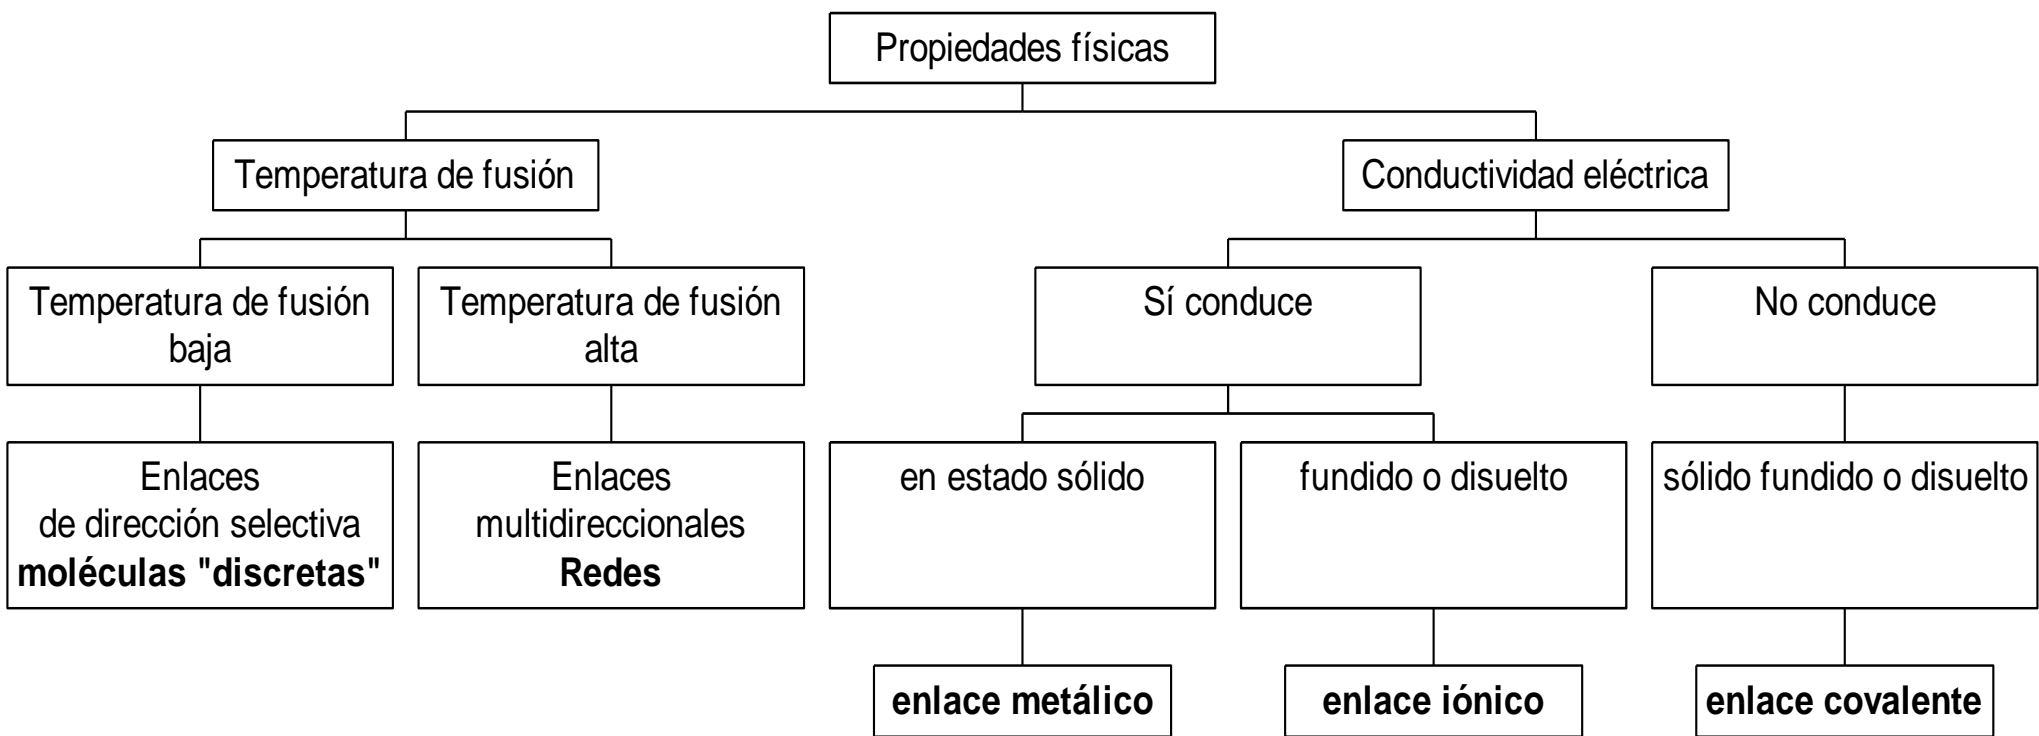 Propiedades físicas
Temperatura de fusión
Conductividad eléctrica
Temperatura de fusión
baja
Temperatura de fusión
alta
Sí conduce
No conduce
Enlaces
de dirección selectiva
moléculas "discretas"
Enlaces
multidireccionales
Redes
en estado sólido
fundido o disuelto
sólido fundido o disuelto
enlace metálico
enlace iónico
enlace covalente